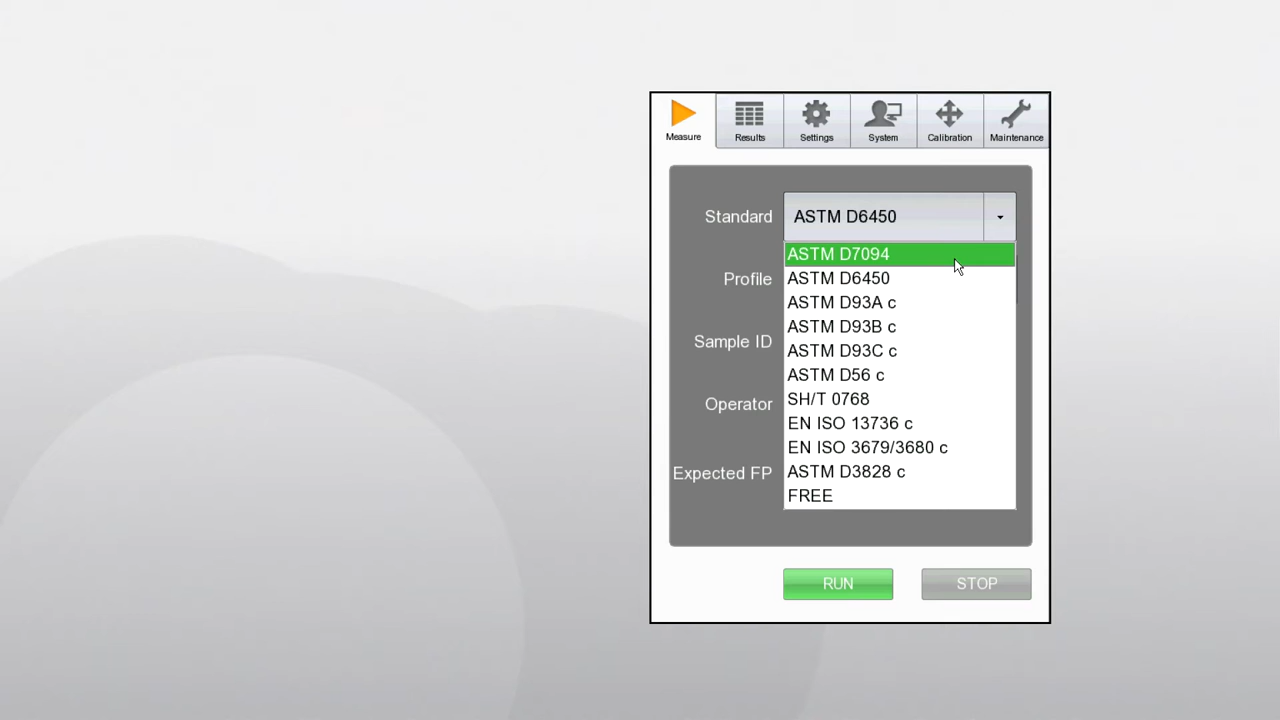 Measure
Results
Settings
System
Calibration
Maintenance
Standard
ASTM D6450
ASTM D7094
Profile
ASTM D6450
ASTM D93A c
ASTM D93B c
Sample ID
ASTM D93C c
ASTM D56 c
Operator
SH/T 0768
EN ISO 13736 c
EN ISO 3679/3680 c
Expected FP
ASTM D3828 c
FREE
RUN
STOP